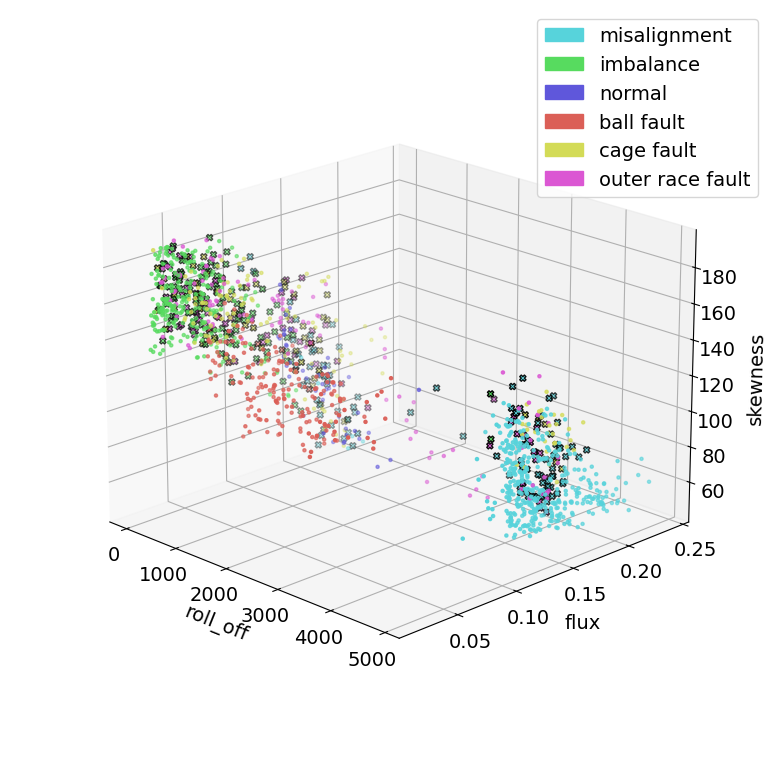 misalignment
imbalance
normal
ball fault
cage fault
outer race fault
180
160
140
120
100
80
60
skewness
0
1000
2000
3000
4000
5000
roll_off
0.05
0.10
0.15
0.20
0.25
flux